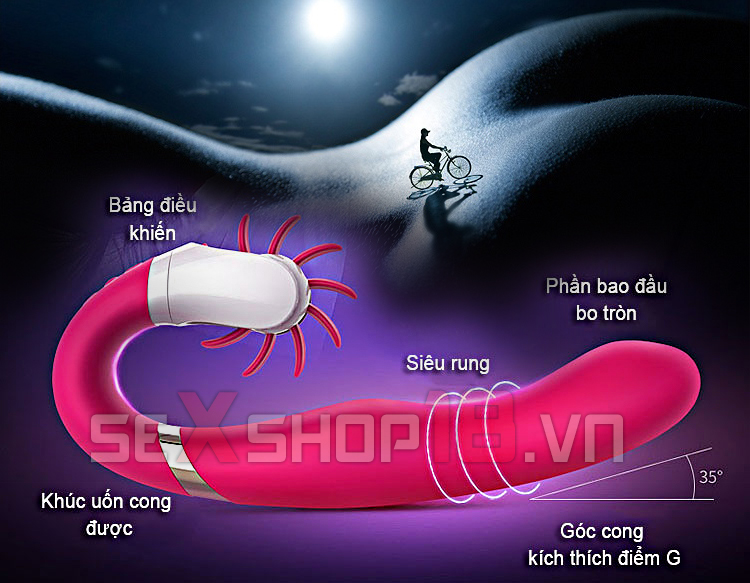 Bảng điều
khiến
Phần bao đầu
bo tròn
Siêu rung
sexshop18.vn
35°
Khúc uốn cong
được
Góc cong
kích thích điểm G